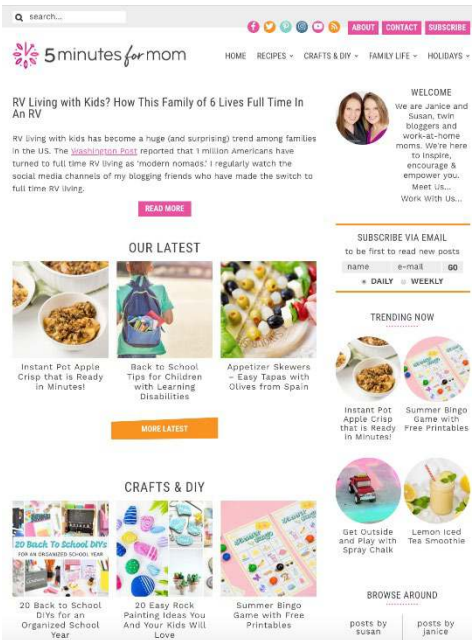 search...
ABOUT CONTACT SUBSCRIBE
5 minutes for mom
HOME RECIPES CRAFTS & DIY FAMILY LIFE HOLIDAYS
RV Living with Kids? How This Family of 6 Lives Full Time In
An RV
RV living with kids has become a huge (and surprising) trend among families
in the US. The Washington Post reported that 1 million Americans have
turned to full time RV living as 'modern nomads.' I regularly watch the
social media channels of my blogging friends who have made the switch to
full time RV living.
READ MORE
WELCOME
We are Janice and
Susan, twin
bloggers and
work-at-home
moms. We're here
to inspire,
encourage &
empower you.
Meet Us...
Work With Us...
SUBSCRIBE VIA EMAIL
to be first to read new posts
name e-mail GO
DAILY WEEKLY
OUR LATEST
Instant Pot Apple
Crisp that is Ready
in Minutes!
Back to School
Tips for Children
with Learning
Disabilities
Appetizer Skewers
– Easy Tapas with
Olives from Spain
MORE LATEST
TRENDING NOW
Instant Pot
Apple Crisp
that is Ready
in Minutes!
Summer Bingo
Game with
Free Printables
Get Outside
and Play with
Spray Chalk
Lemon Iced
Tea Smoothie
CRAFTS & DIY
20 Back To School DIYs
FOR AN ORGANIZED SCHOOL YEAR
20 Back to School
DIYs for an
Organized School
Year
20 Easy Rock
Painting Ideas You
And Your Kids Will
Love
Summer Bingo
Game with Free
Printables
BROWSE AROUND
posts by
susan
posts by
janice